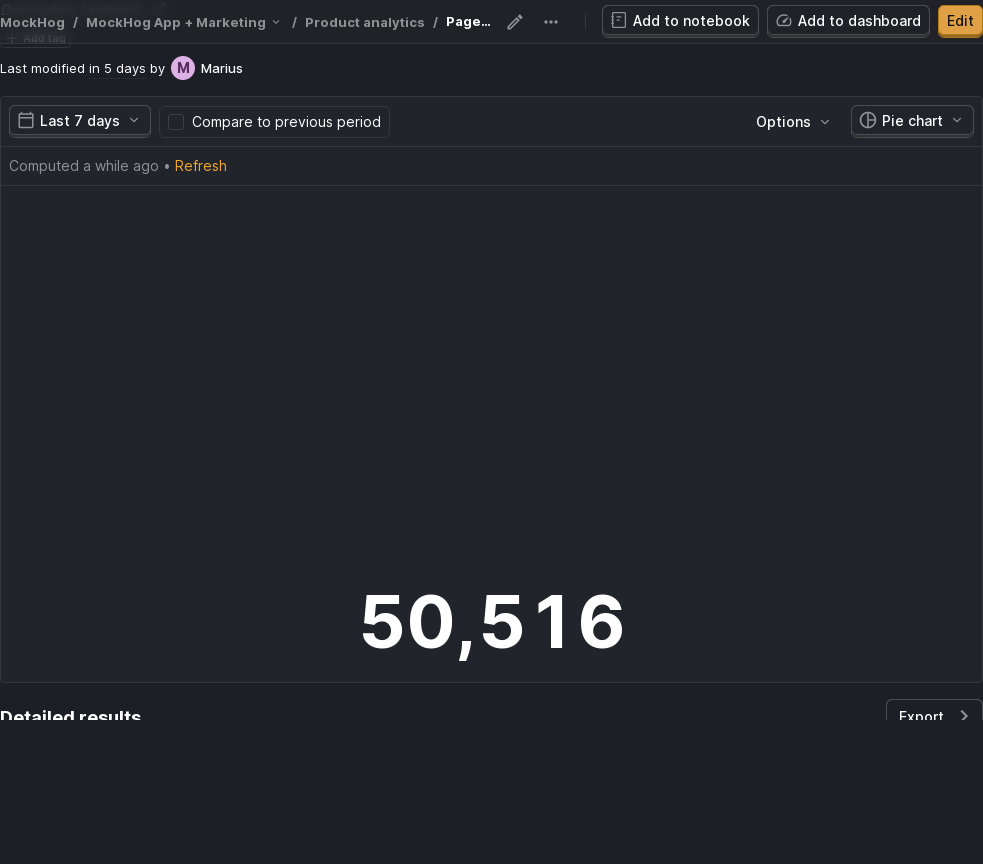 MockHog / MockHog App + Marketing / Product analytics / Page... Add to notebook Add to dashboard Edit
Add tag
Last modified in 5 days by M Marius
Last 7 days Compare to previous period Options Pie chart
Computed a while ago • Refresh
50,516
Detailed results Export